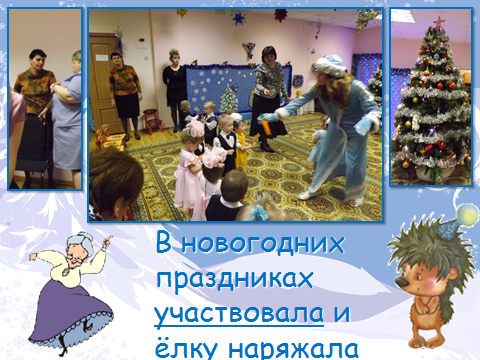 В новогодних
праздниках
участвовала и
ёлку наряжала